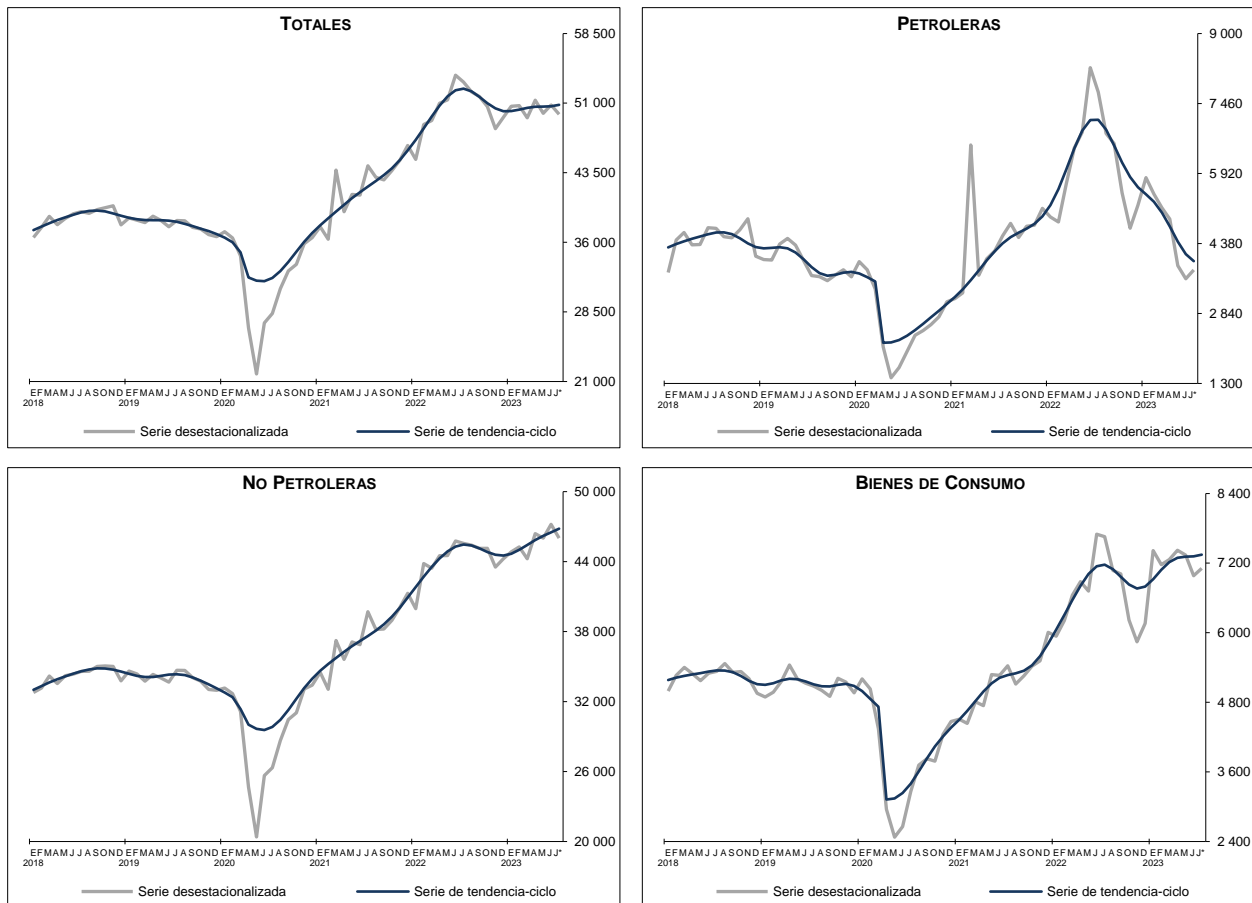 TOTALES
58 500
51 000
43 500
36 000
28 500
21 000
EFMAMJJASONDEFMAMJJASONDEFMAMJJASONDEFMAMJJASONDEFMAMJJASONDEFMAMJJ*
2018 2019 2020 2021 2022 2023
Serie desestacionalizada Serie de tendencia-ciclo
PETROLERAS
9 000
7 460
5 920
4 380
2 840
1 300
EFMAMJJASONDEFMAMJJASONDEFMAMJJASONDEFMAMJJASONDEFMAMJJASONDEFMAMJJ*
2018 2019 2020 2021 2022 2023
Serie desestacionalizada Serie de tendencia-ciclo
NO PETROLERAS
50 000
44 000
38 000
32 000
26 000
20 000
EFMAMJJASONDEFMAMJJASONDEFMAMJJASONDEFMAMJJASONDEFMAMJJASONDEFMAMJJ*
2018 2019 2020 2021 2022 2023
Serie desestacionalizada Serie de tendencia-ciclo
BIENES DE CONSUMO
8 400
7 200
6 000
4 800
3 600
2 400
EFMAMJJASONDEFMAMJJASONDEFMAMJJASONDEFMAMJJASONDEFMAMJJASONDEFMAMJJ*
2018 2019 2020 2021 2022 2023
Serie desestacionalizada Serie de tendencia-ciclo